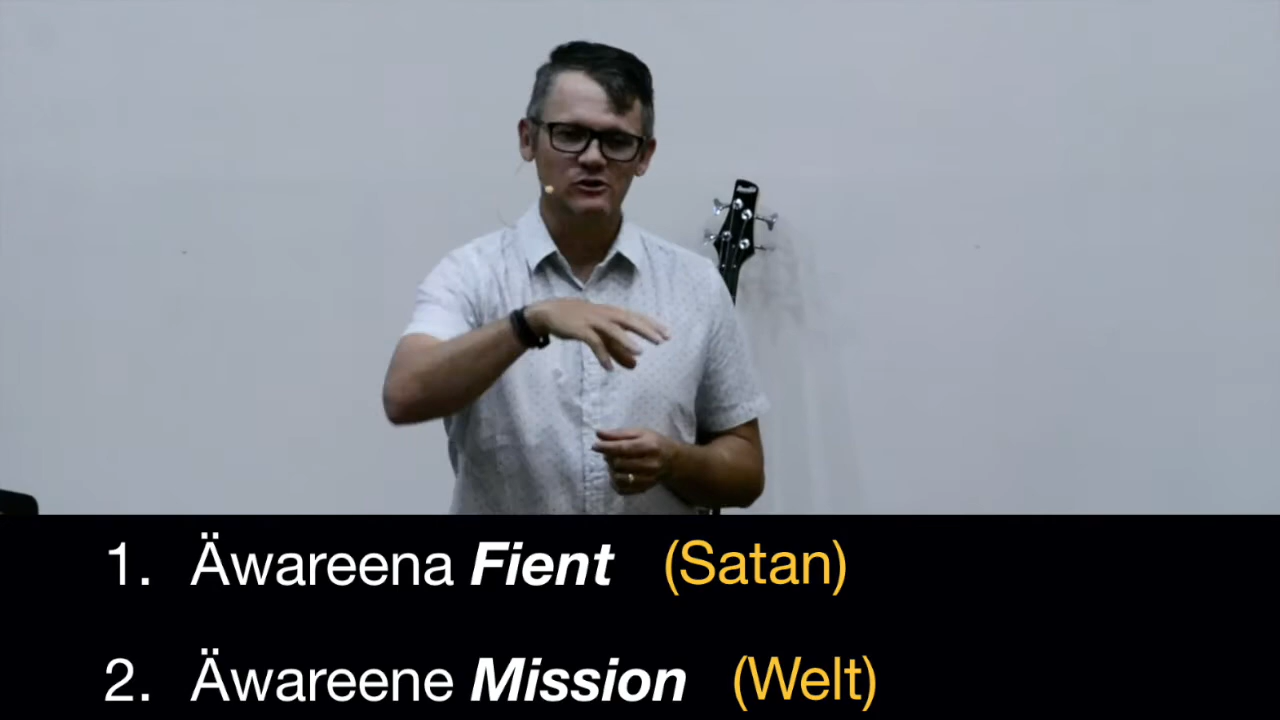 1. Äwareena Fient (Satan)
2. Äwareene Mission (Welt)